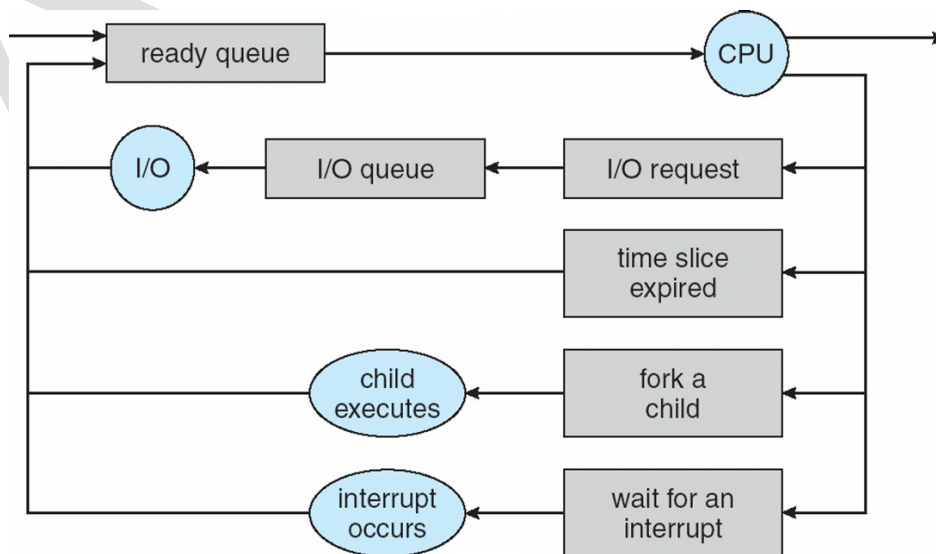 ready queue
CPU
I/O
I/O queue
I/O request
time slice
expired
child
executes
fork a
child
interrupt
occurs
wait for an
interrupt